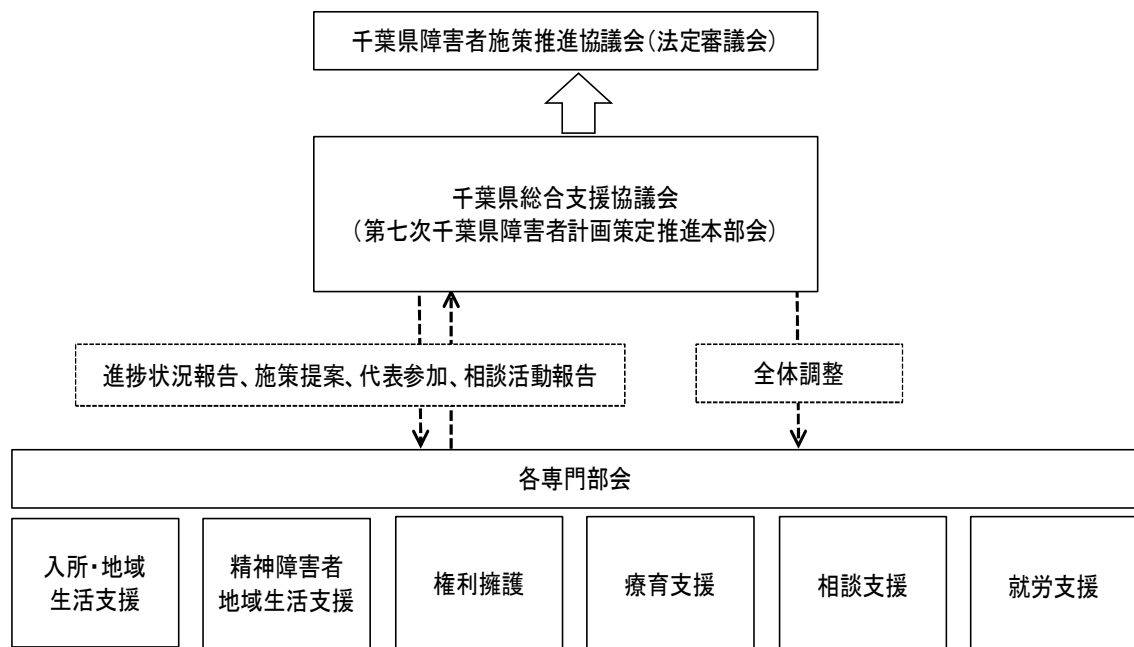 千葉県障害者施策推進協議会（法定審議会）
千葉県総合支援協議会
（第七次千葉県障害者計画策定推進本部会）
進捗状況報告、施策提案、代表参加、相談活動報告
全体調整
各専門部会
入所・地域
生活支援
精神障害者
地域生活支援
権利擁護
療育支援
相談支援
就労支援